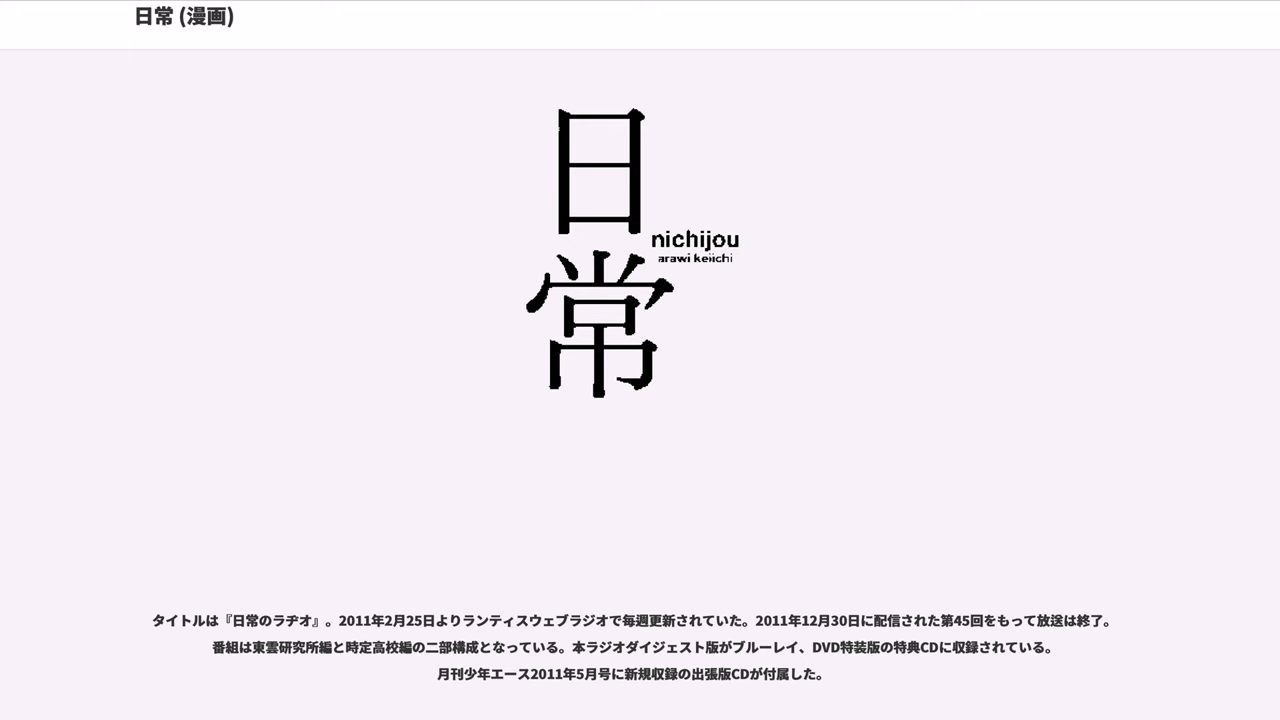 日常 (漫画)
日常
nichijou
arawi keiichi
タイトルは『日常のラヂオ』。2011年2月25日よりランティスウェブラジオで毎週更新されていた。2011年12月30日に配信された第45回をもって放送は終了。
番組は東雲研究所編と時定高校編の二部構成となっている。本ラジオダイジェスト版がブルーレイ、DVD特装版の特典CDに収録されている。
月刊少年エース2011年5月号に新規収録の出張版CDが付属した。